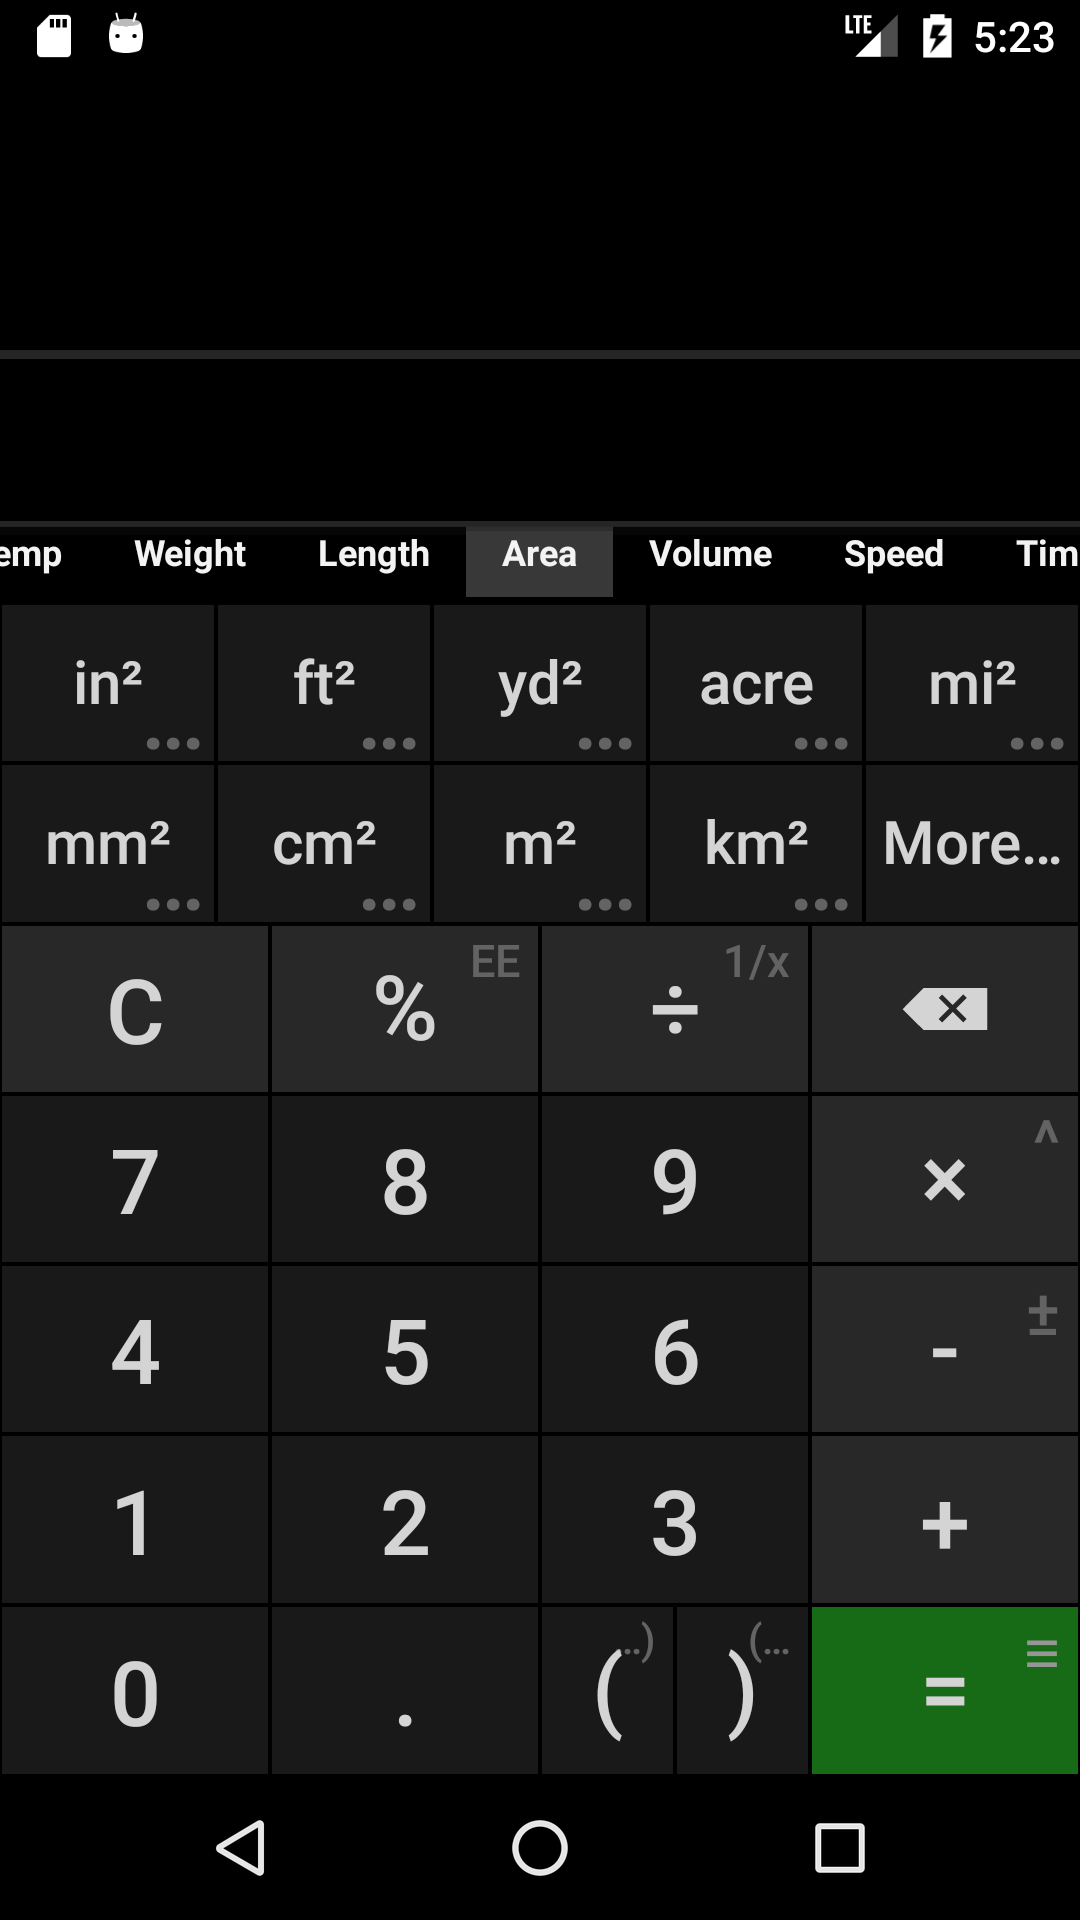 LTE 5:23
emp Weight Length Area Volume Speed Tim
in² ft² yd² acre mi²
mm² cm² m² km² More...
C % EE ÷ 1/x
7 8 9 × ^
4 5 6 - ±
1 2 3 +
0 . ( ..) ) (... = ≡